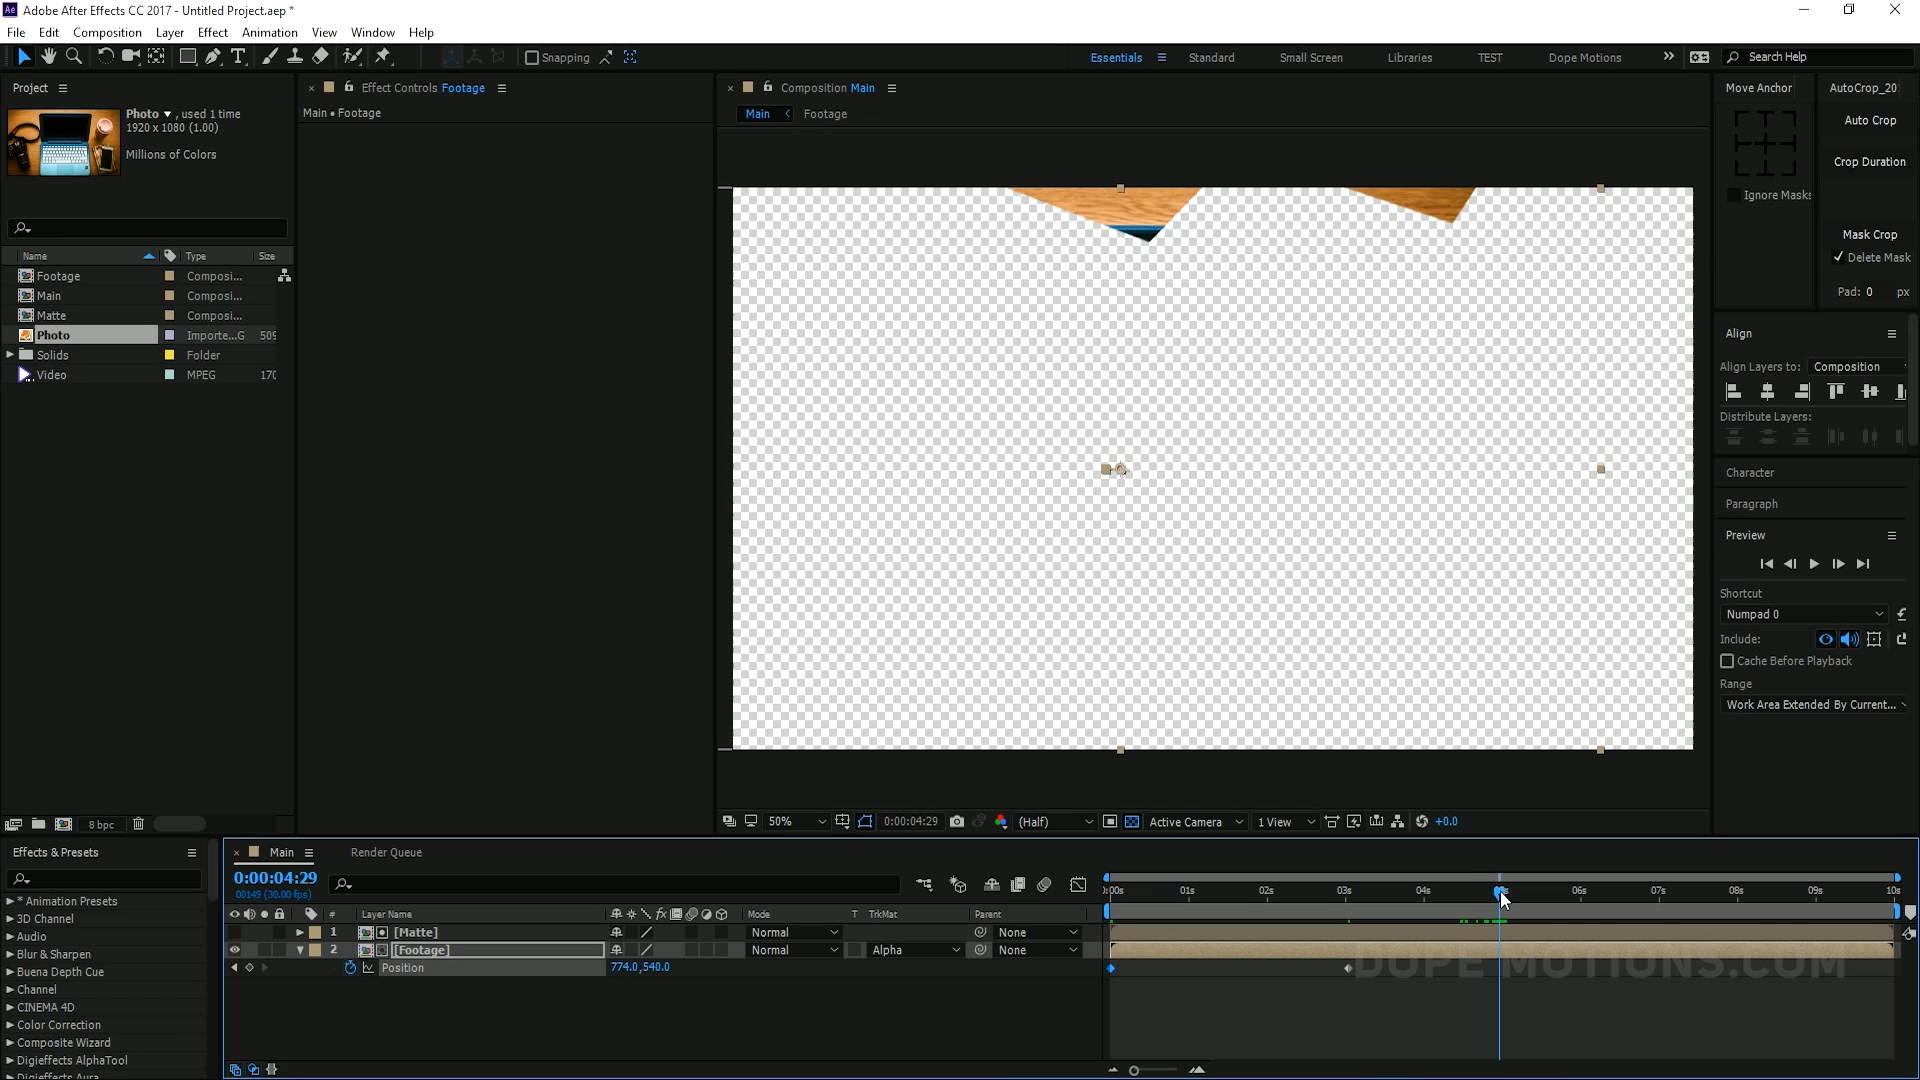 Adobe After Effects CC 2017 - Untitled Project.aep *
File Edit Composition Layer Effect Animation View Window Help
Snapping
Essentials Standard Small Screen Libraries TEST Dope Motions Search Help
Project
Photo , used 1 time
1920 x 1080 (1.00)
Millions of Colors
Name Type Size
Footage Composi...
Main Composi...
Matte Composi...
Photo Importe...G 509
Solids Folder
Video MPEG 170
8 bpc
Effect Controls Footage
Main • Footage
Composition Main
Main Footage
50% 0:00:04:29 (Half) Active Camera 1 View +0.0
Move Anchor AutoCrop_20
Auto Crop
Crop Duration
Ignore Masks
Mask Crop
Delete Mask
Pad: 0 px
Align
Align Layers to: Composition
Distribute Layers:
Character
Paragraph
Preview
Shortcut
Numpad 0
Include:
Cache Before Playback
Range
Work Area Extended By Current...
Effects & Presets
* Animation Presets
3D Channel
Audio
Blur & Sharpen
Buena Depth Cue
Channel
CINEMA 4D
Color Correction
Composite Wizard
Digieffects AlphaTool
Digieffects Aura
Main Render Queue
0:00:04:29
00149 (30.00 fps)
:00s 01s 02s 03s 04s 06s 07s 08s 09s 10s
# Layer Name Mode T TrkMat Parent
1 [Matte] Normal None
2 [Footage] Normal Alpha None
Position 774.0,540.0
DOPE MOTIONS.COM